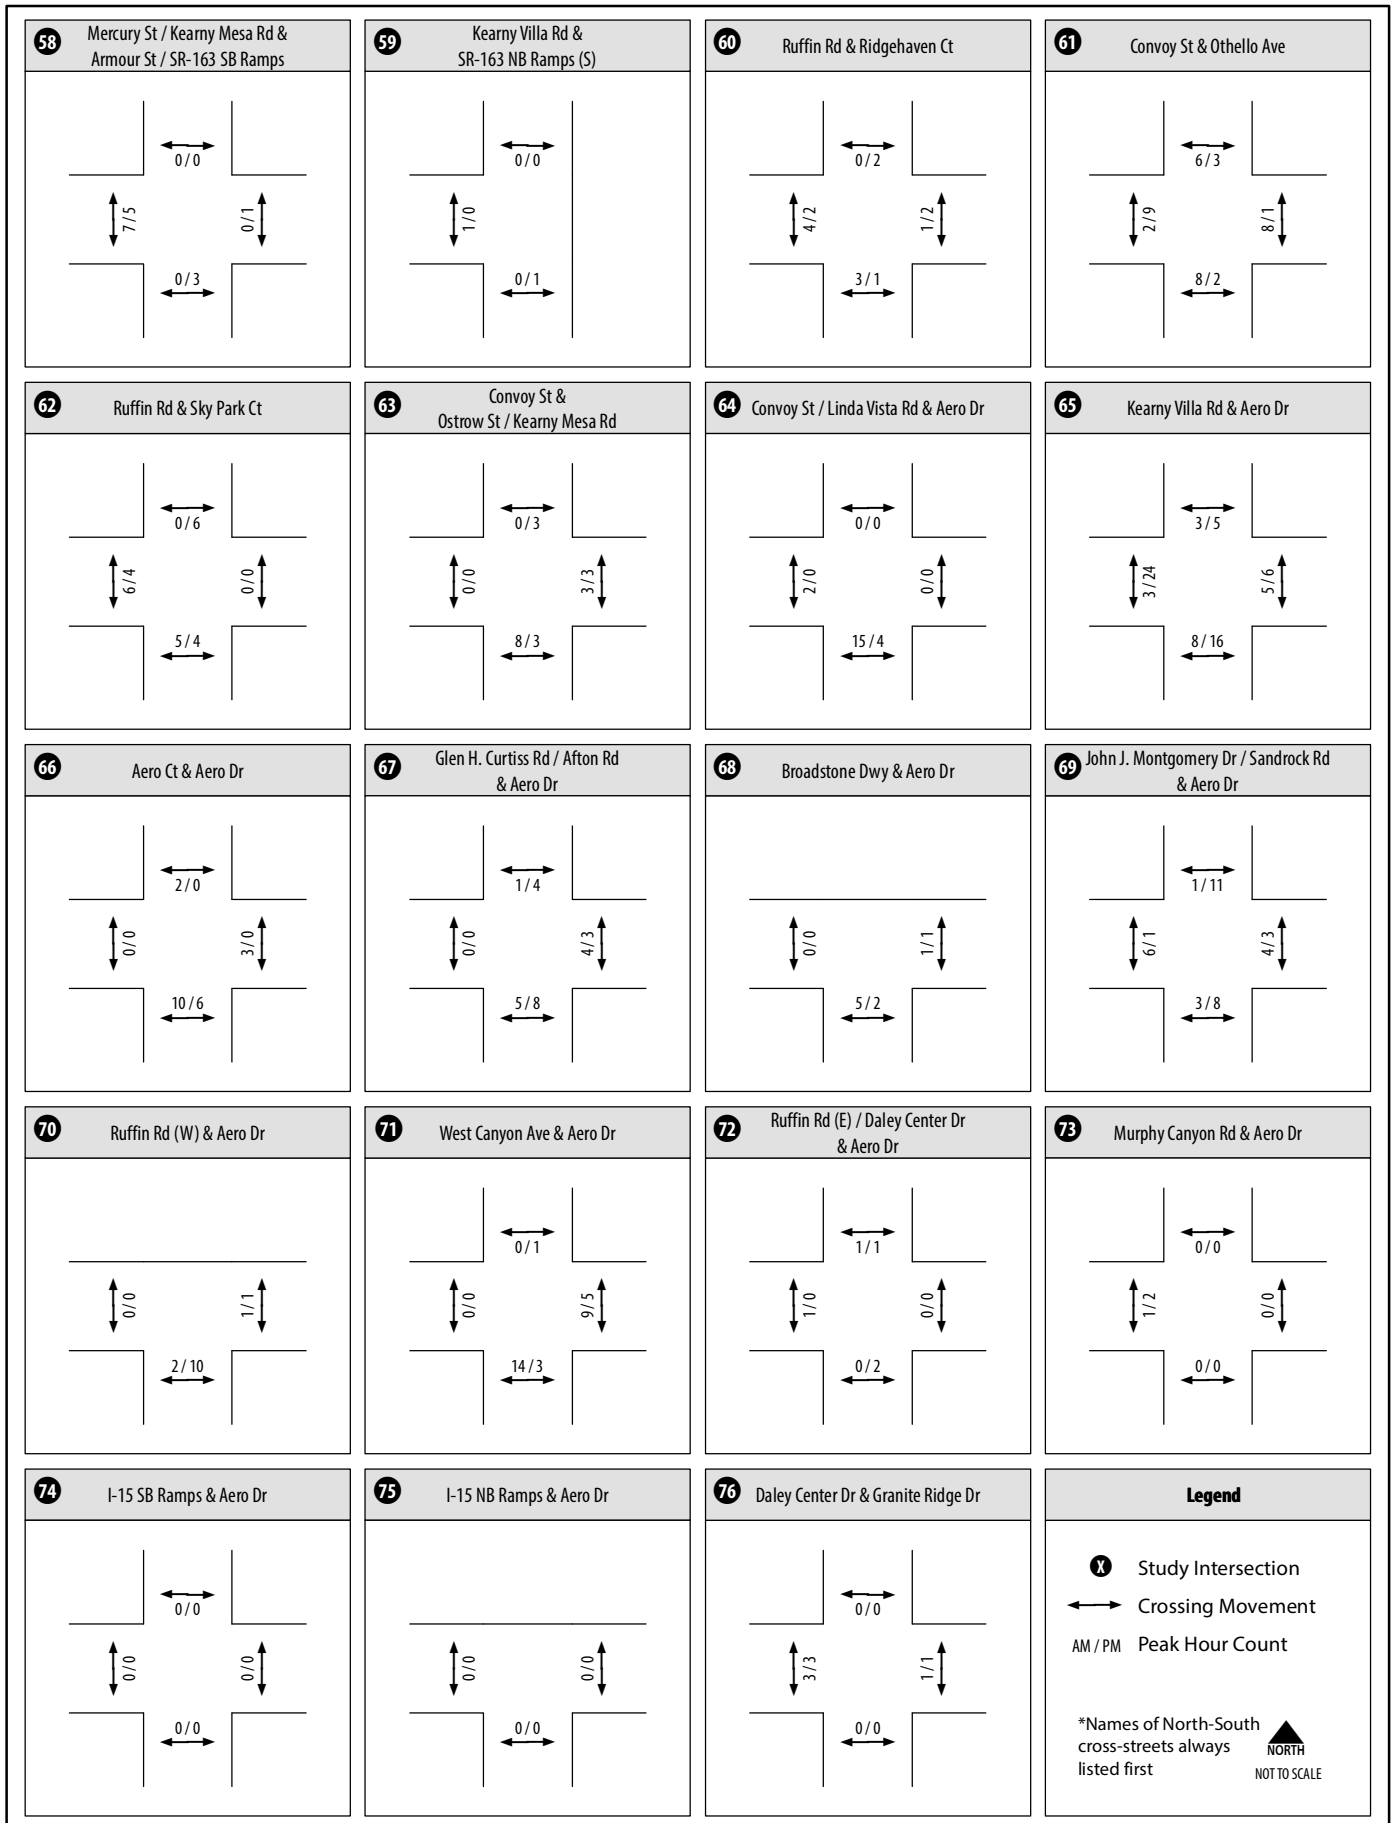 58
Mercury St / Kearny Mesa Rd &
Armour St / SR-163 SB Ramps
0 / 0
7 / 5
0 / 1
0 / 3
59
Kearny Villa Rd &
SR-163 NB Ramps (S)
0 / 0
1 / 0
0 / 1
60
Ruffin Rd & Ridgehaven Ct
0 / 2
4 / 2
1 / 2
3 / 1
61
Convoy St & Othello Ave
6 / 3
2 / 9
8 / 1
8 / 2
62
Ruffin Rd & Sky Park Ct
0 / 6
6 / 4
0 / 0
5 / 4
63
Convoy St &
Ostrow St / Kearny Mesa Rd
0 / 3
0 / 0
3 / 3
8 / 3
64
Convoy St / Linda Vista Rd & Aero Dr
0 / 0
2 / 0
0 / 0
15 / 4
65
Kearny Villa Rd & Aero Dr
3 / 5
3 / 24
5 / 6
8 / 16
66
Aero Ct & Aero Dr
2 / 0
0 / 0
3 / 0
10 / 6
67
Glen H. Curtiss Rd / Afton Rd
& Aero Dr
1 / 4
0 / 0
4 / 3
5 / 8
68
Broadstone Dwy & Aero Dr
0 / 0
1 / 1
5 / 2
69
John J. Montgomery Dr / Sandrock Rd
& Aero Dr
1 / 11
6 / 1
4 / 3
3 / 8
70
Ruffin Rd (W) & Aero Dr
0 / 0
1 / 1
2 / 10
71
West Canyon Ave & Aero Dr
0 / 1
0 / 0
9 / 5
14 / 3
72
Ruffin Rd (E) / Daley Center Dr
& Aero Dr
1 / 1
1 / 0
0 / 0
0 / 2
73
Murphy Canyon Rd & Aero Dr
0 / 0
1 / 2
0 / 0
0 / 0
74
I-15 SB Ramps & Aero Dr
0 / 0
0 / 0
0 / 0
0 / 0
75
I-15 NB Ramps & Aero Dr
0 / 0
0 / 0
0 / 0
76
Daley Center Dr & Granite Ridge Dr
0 / 0
3 / 3
1 / 1
0 / 0
Legend
X Study Intersection
Crossing Movement
AM / PM Peak Hour Count
*Names of North-South
cross-streets always
listed first
NORTH
NOT TO SCALE